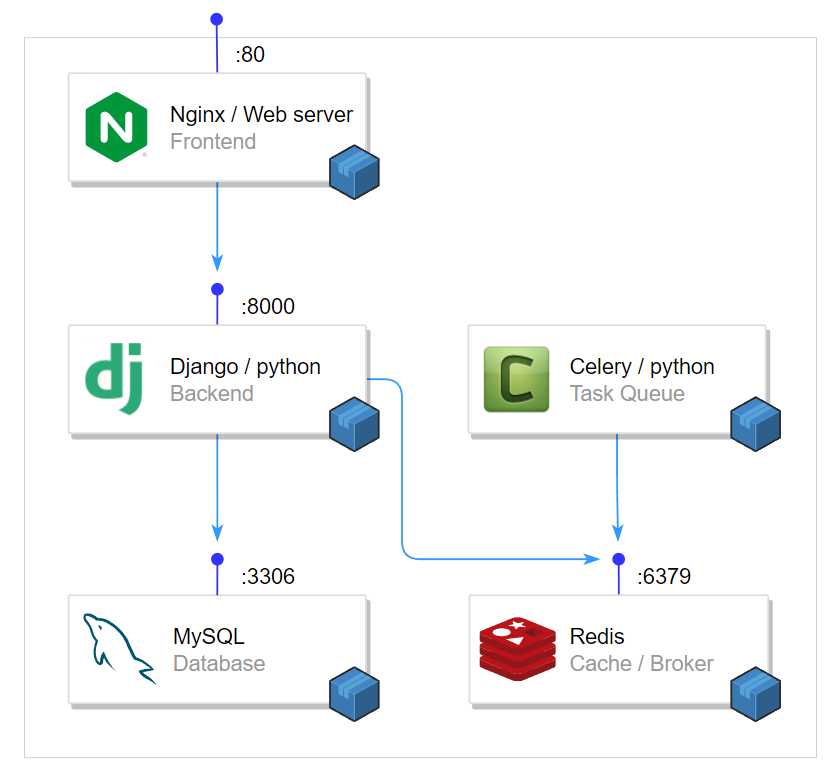 :80
Nginx / Web server
Frontend
:8000
Django / python
Backend
dj
Celery / python
Task Queue
C
:3306
MySQL
Database
:6379
Redis
Cache / Broker
N